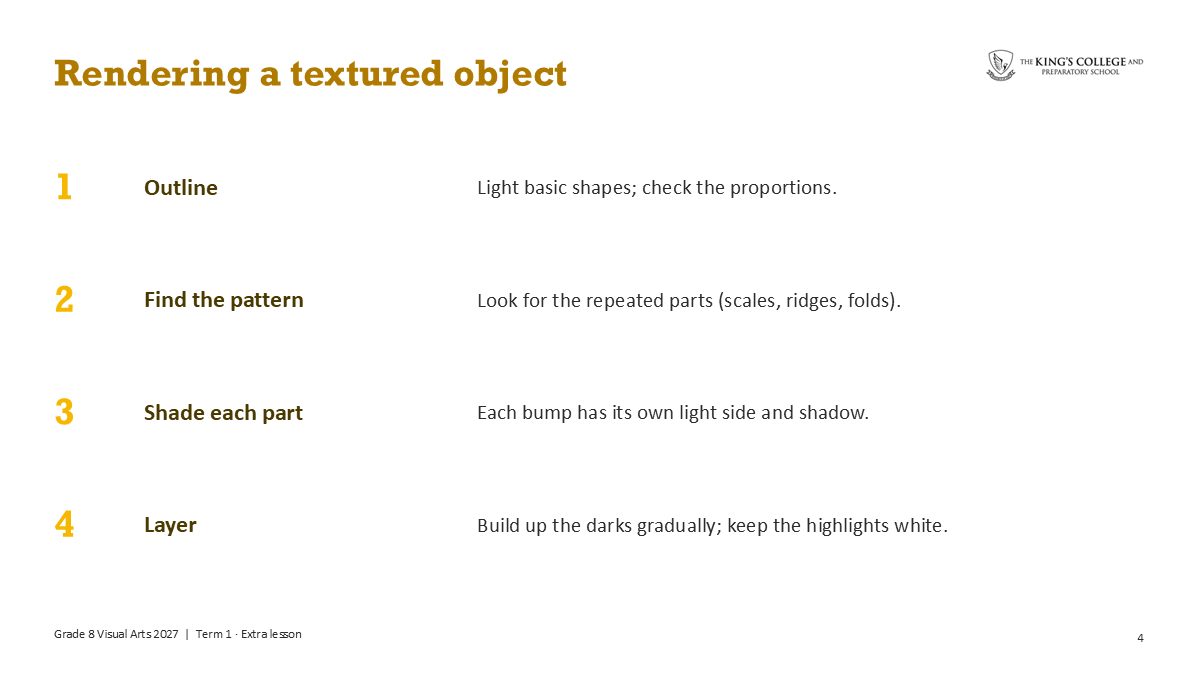 Rendering a textured object
THE KING'S COLLEGE AND
PREPARATORY SCHOOL
1 Outline Light basic shapes; check the proportions.
2 Find the pattern Look for the repeated parts (scales, ridges, folds).
3 Shade each part Each bump has its own light side and shadow.
4 Layer Build up the darks gradually; keep the highlights white.
Grade 8 Visual Arts 2027 | Term 1 · Extra lesson
4